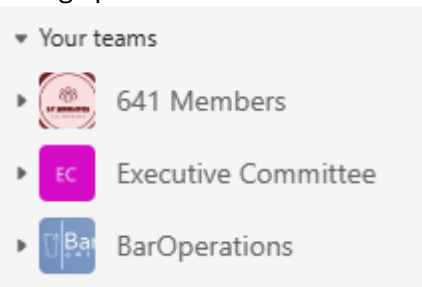 Your teams
641 Members
EC Executive Committee
Bar BarOperations